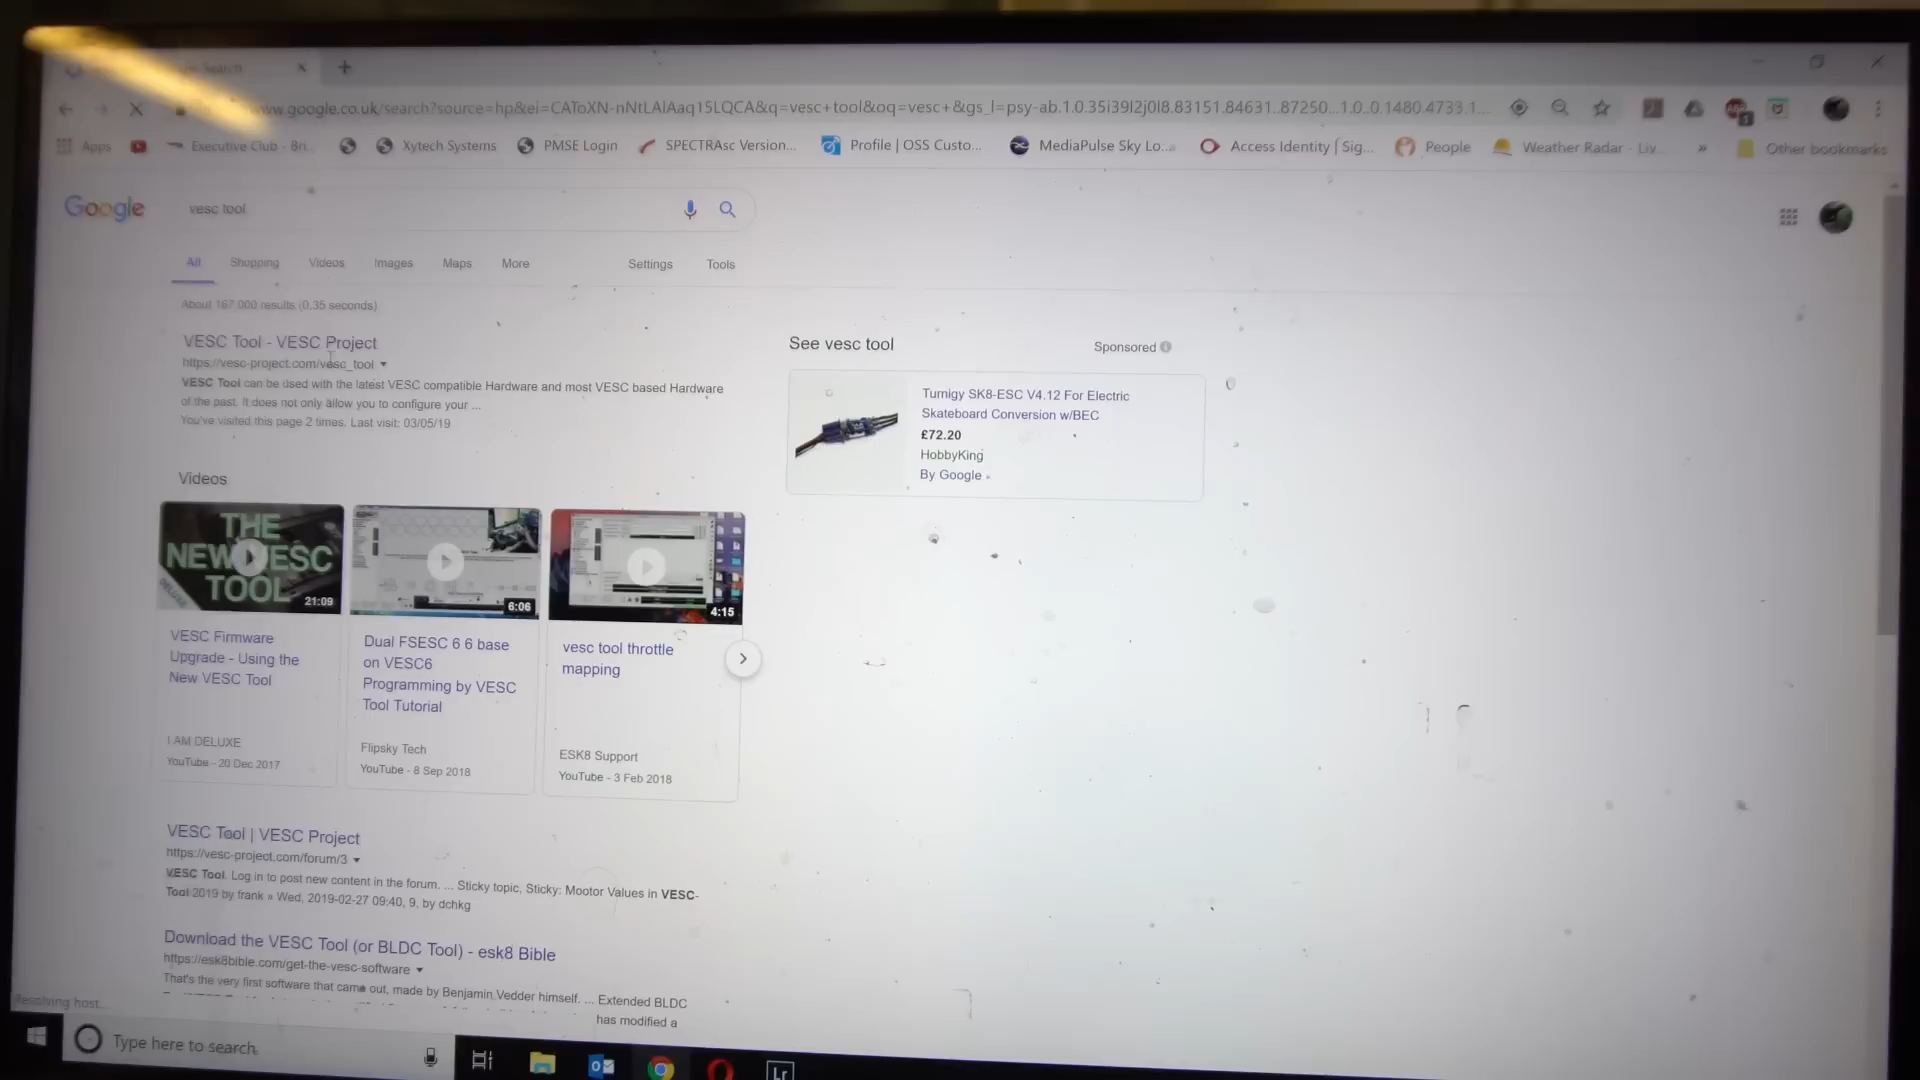 Search
www.google.co.uk/search?source=hp&ei=CAToXN-nNtLAlAaq15LQCA&q=vesc+tool&oq=vesc+&gs_l=psy-ab.1.0.35i39l2j0l8.83151.84631..87250...1.0..0.1480.4733.1...
Apps Executive Club - Bri... Xytech Systems PMSE Login SPECTRAsc Version... Profile | OSS Custo... MediaPulse Sky Lo... Access Identity | Sig... People Weather Radar - Liv... » Other bookmarks
Google vesc tool
All Shopping Videos Images Maps More Settings Tools
About 167,000 results (0.35 seconds)
VESC Tool - VESC Project
https://vesc-project.com/vesc_tool
VESC Tool can be used with the latest VESC compatible Hardware and most VESC based Hardware
of the past. It does not only allow you to configure your ...
You've visited this page 2 times. Last visit: 03/05/19
See vesc tool Sponsored
Turnigy SK8-ESC V4.12 For Electric
Skateboard Conversion w/BEC
£72.20
HobbyKing
By Google
Videos
THE
NEW VESC
TOOL
DELUXE
21:09
6:06
4:15
VESC Firmware
Upgrade - Using the
New VESC Tool
I AM DELUXE
YouTube - 20 Dec 2017
Dual FSESC 6 6 base
on VESC6
Programming by VESC
Tool Tutorial
Flipsky Tech
YouTube - 8 Sep 2018
vesc tool throttle
mapping
ESK8 Support
YouTube - 3 Feb 2018
VESC Tool | VESC Project
https://vesc-project.com/forum/3
VESC Tool. Log in to post new content in the forum. ... Sticky topic, Sticky: Mootor Values in VESC-
Tool 2019 by frank » Wed, 2019-02-27 09:40, 9. by dchkg
Download the VESC Tool (or BLDC Tool) - esk8 Bible
https://esk8bible.com/get-the-vesc-software
That's the very first software that came out, made by Benjamin Vedder himself. ... Extended BLDC
has modified a
Resolving host...
Type here to search
Lr